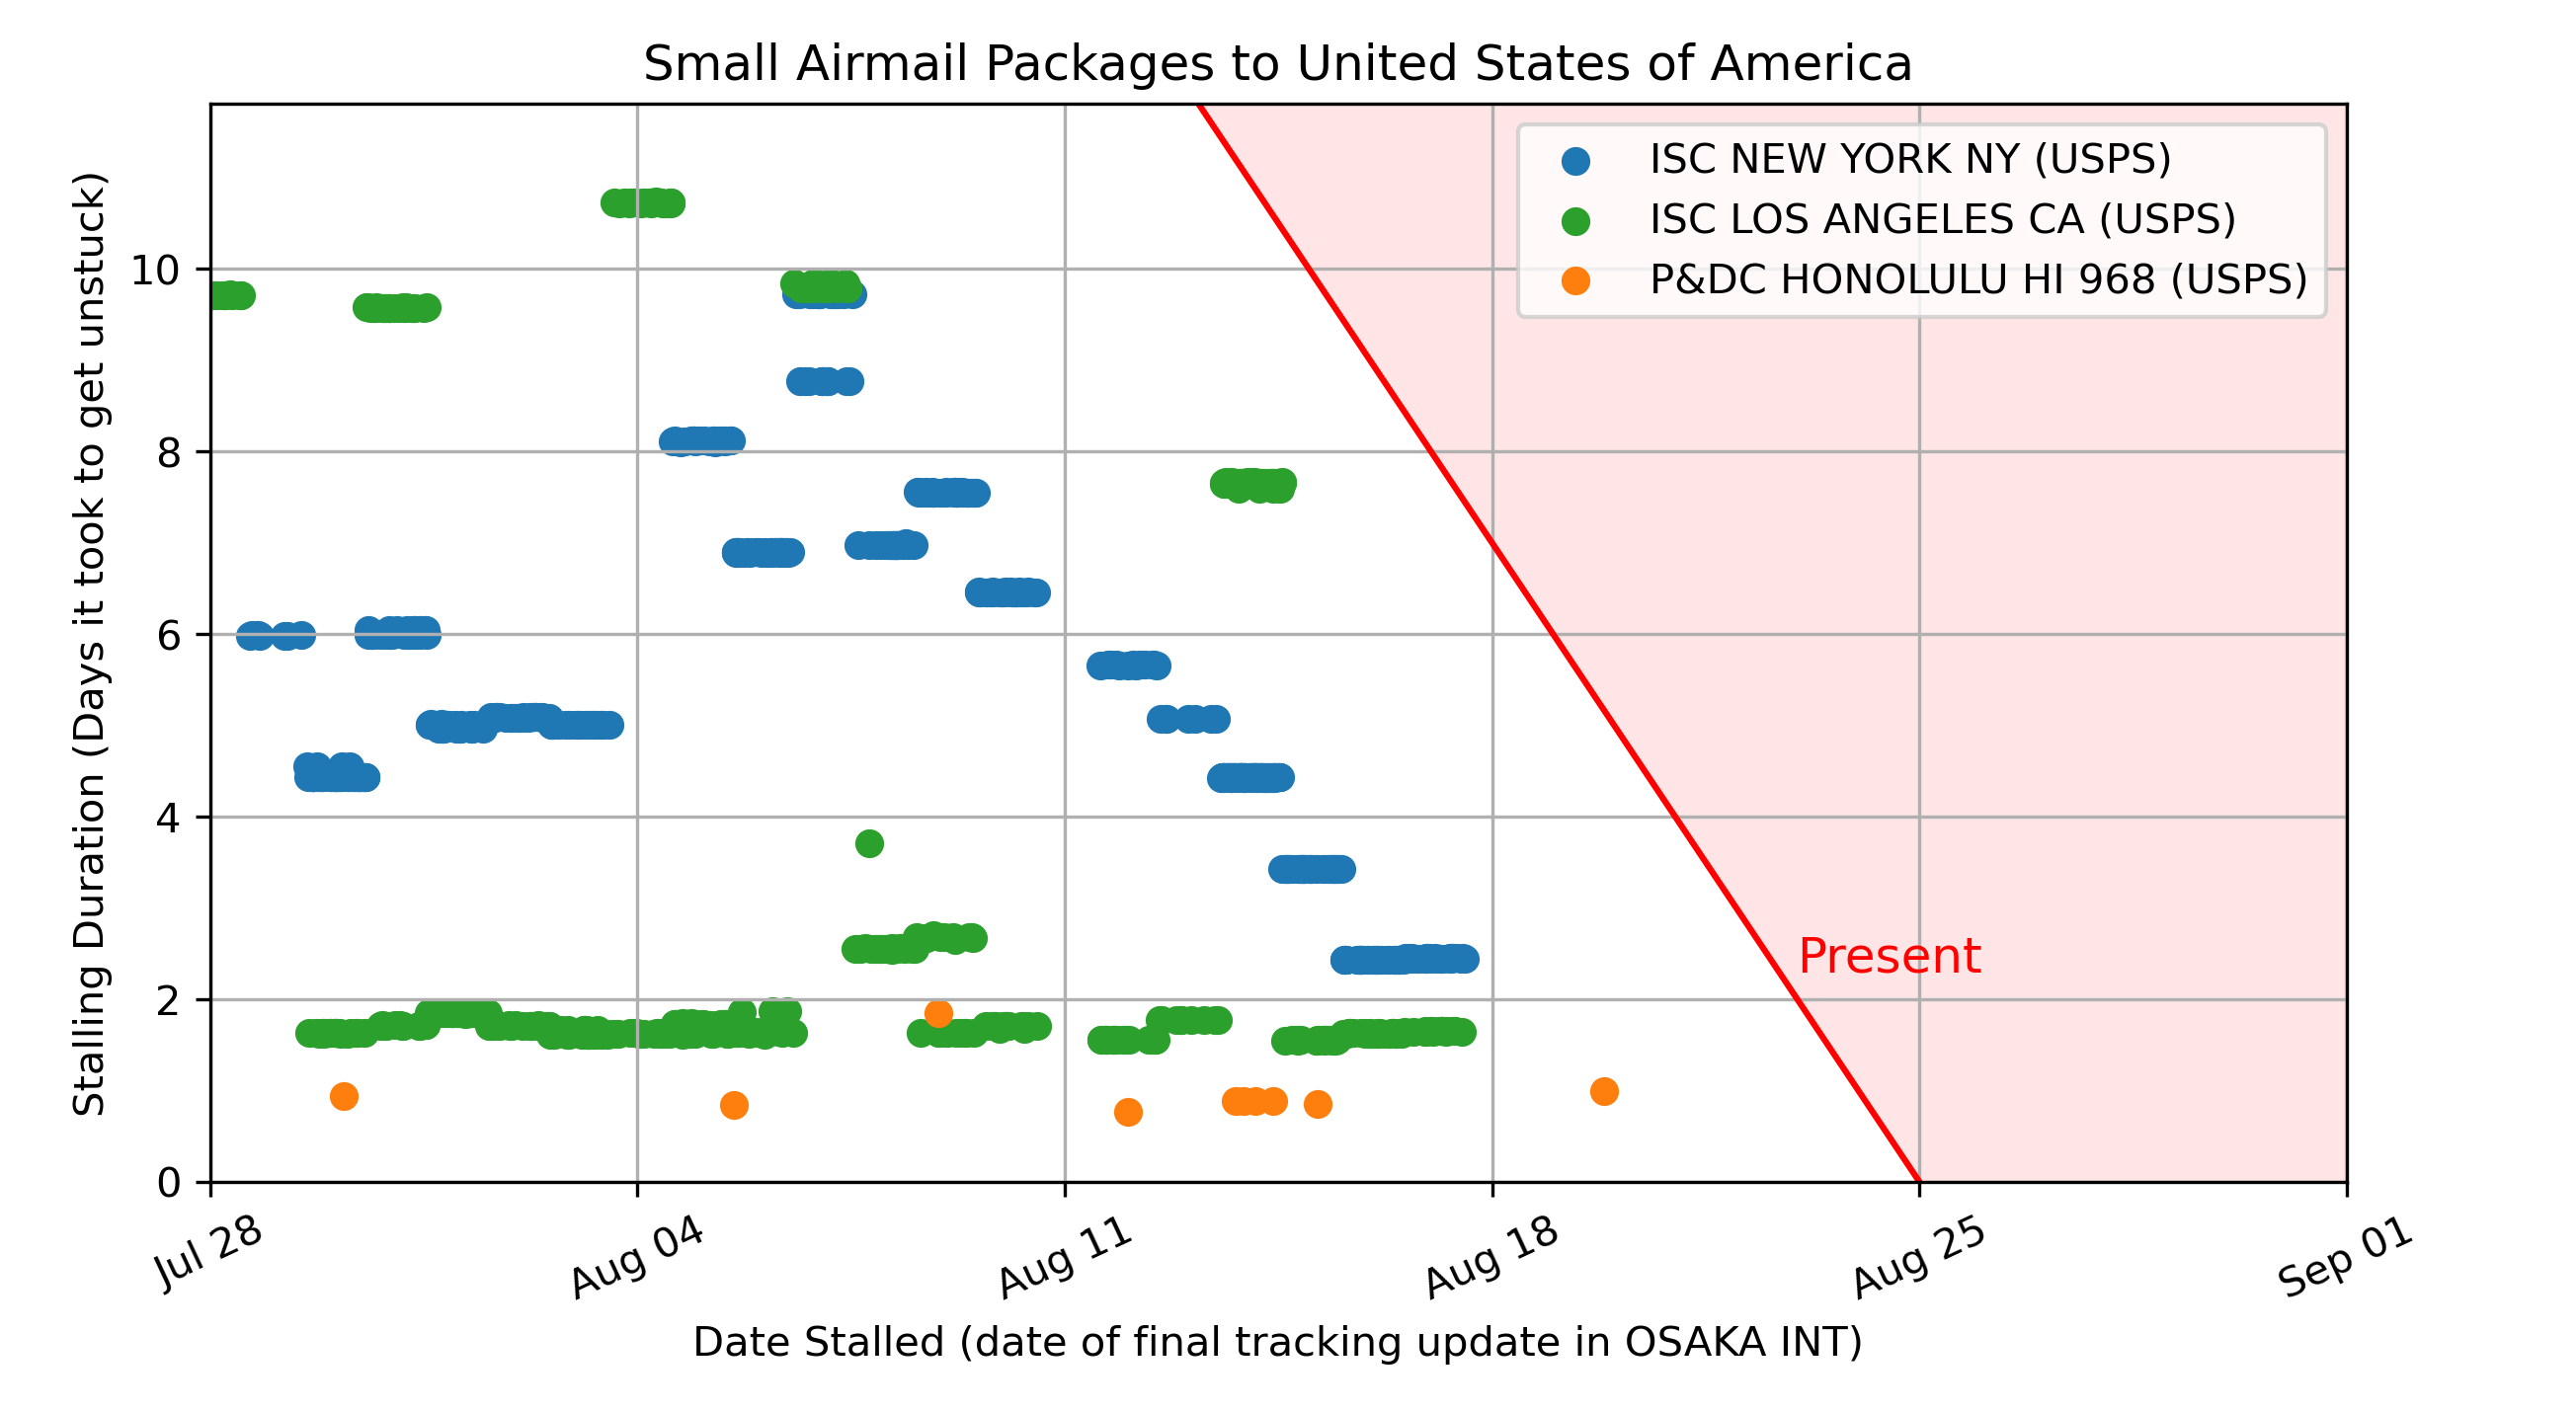 Small Airmail Packages to United States of America
Stalling Duration (Days it took to get unstuck)
10
8
6
4
2
0
ISC NEW YORK NY (USPS)
ISC LOS ANGELES CA (USPS)
P&DC HONOLULU HI 968 (USPS)
Present
Jul 28
Aug 04
Aug 11
Aug 18
Aug 25
Sep 01
Date Stalled (date of final tracking update in OSAKA INT)